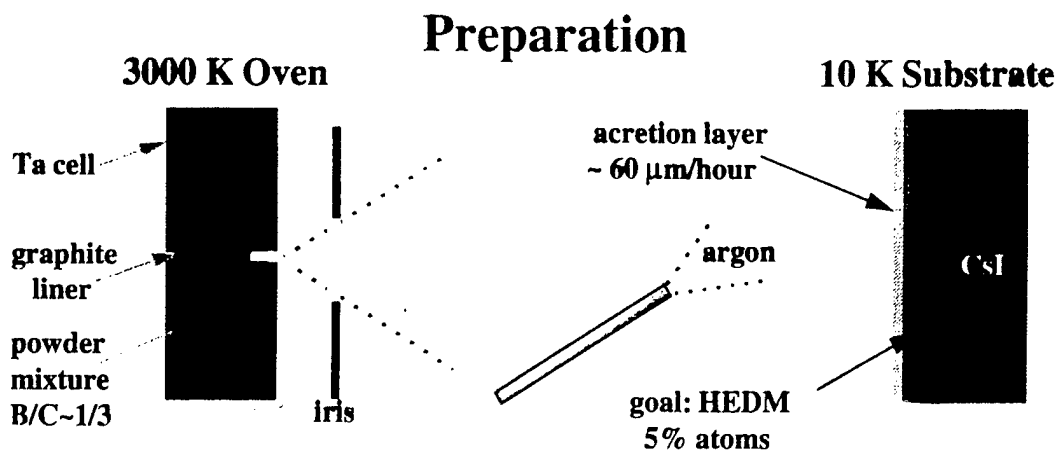 Preparation
3000 K Oven
10 K Substrate
Ta cell
graphite
liner
powder
mixture
B/C~1/3
iris
acretion layer
~ 60 μm/hour
argon
CsI
goal: HEDM
5% atoms